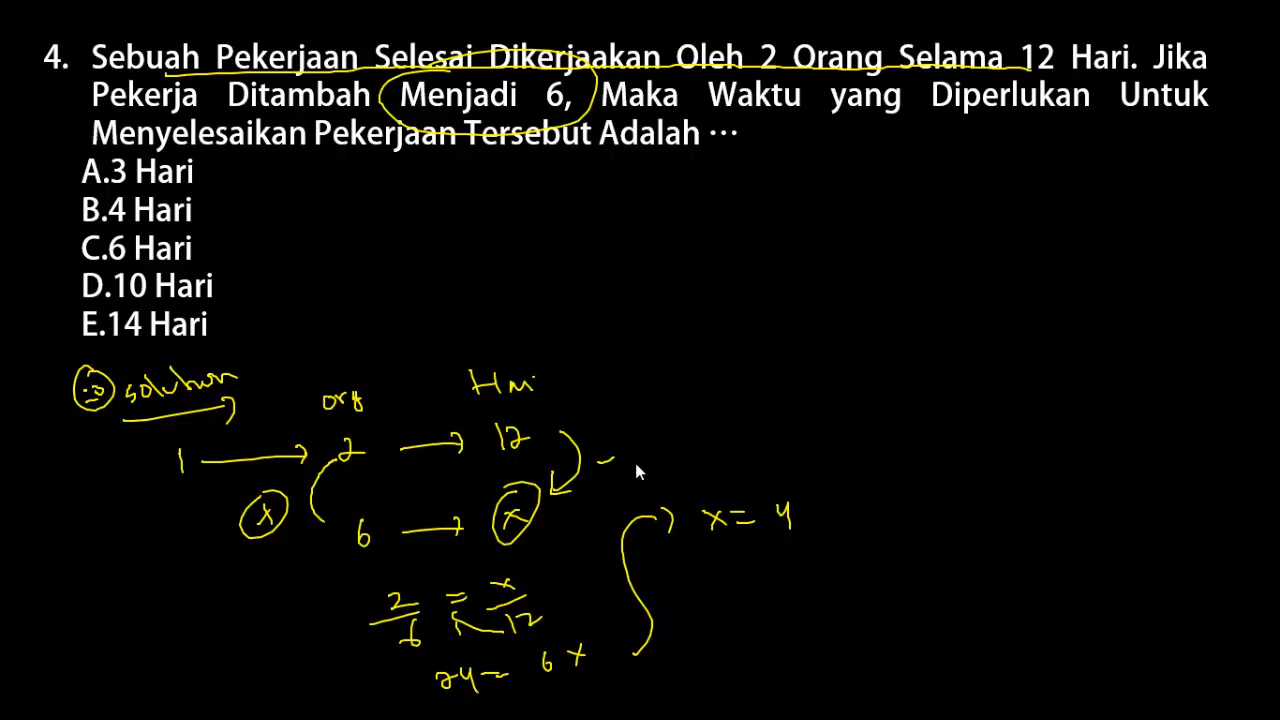 4. Sebuah Pekerjaan Selesai Dikerjaakan Oleh 2 Orang Selama 12 Hari. Jika
Pekerja Ditambah Menjadi 6, Maka Waktu yang Diperlukan Untuk
Menyelesaikan Pekerjaan Tersebut Adalah ⋯
A.3 Hari
B.4 Hari
C.6 Hari
D.10 Hari
E.14 Hari
solution
org
1 → 2 → 12
6 → x
x = 4
2/6 = x/12
24 = 6x